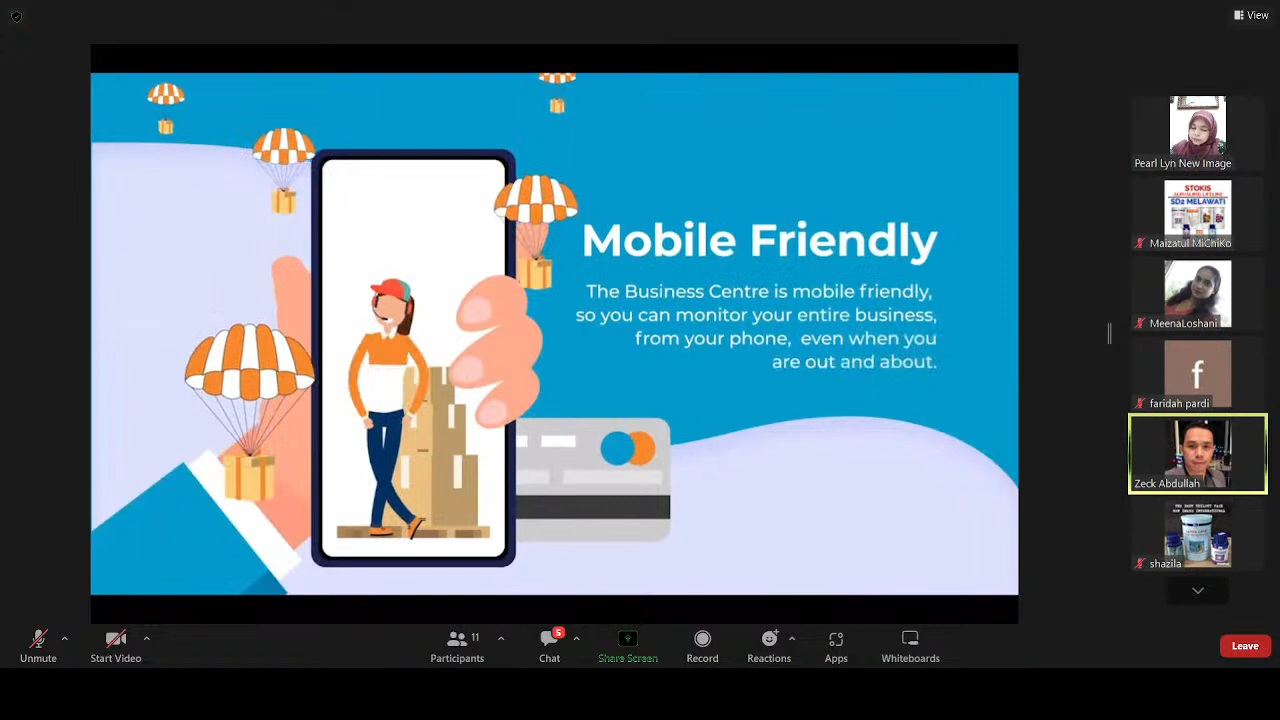 View
Mobile Friendly
The Business Centre is mobile friendly,
so you can monitor your entire business,
from your phone, even when you
are out and about.
Pearl Lyn New Image
STOKIS
SD2 MELAWATI
Maizatul MiChiKo
MeenaLoshani
f
faridah pardi
Zeck Abdullah
shazila
Unmute
Start Video
Participants
11
Chat
5
Share Screen
Record
Reactions
Apps
Whiteboards
Leave